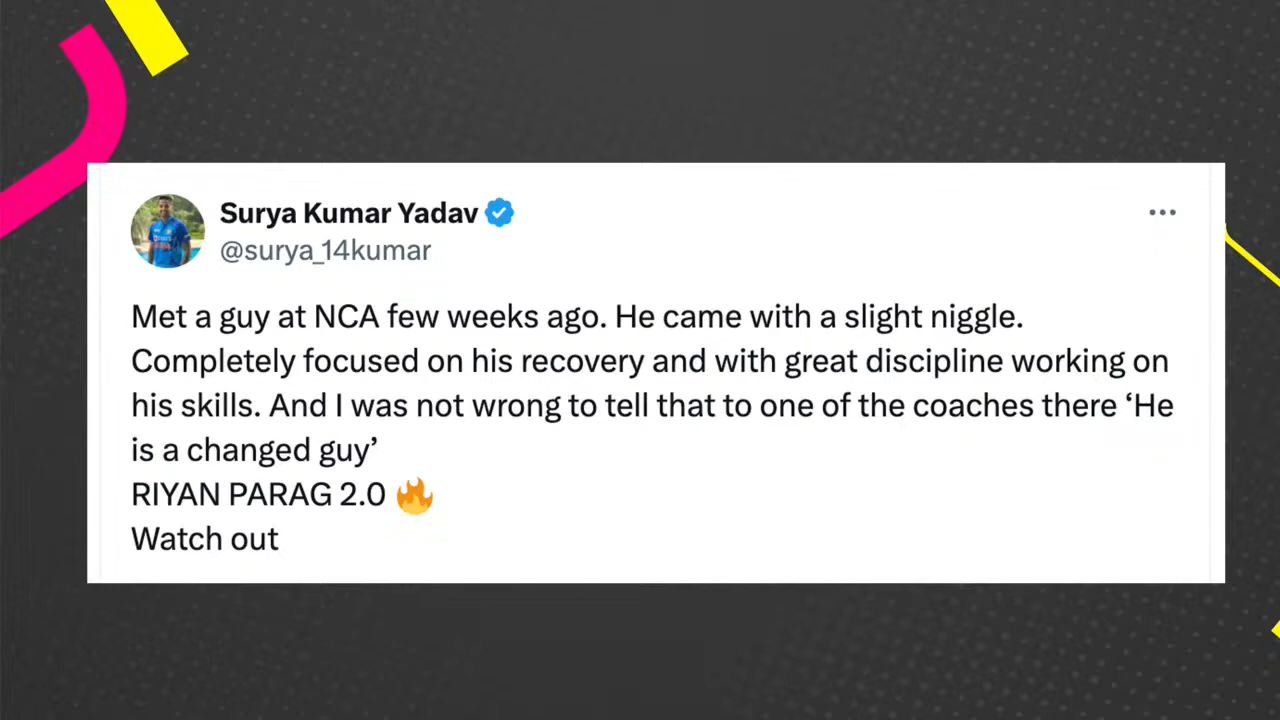 Surya Kumar Yadav
@surya_14kumar
Met a guy at NCA few weeks ago. He came with a slight niggle.
Completely focused on his recovery and with great discipline working on
his skills. And I was not wrong to tell that to one of the coaches there ‘He
is a changed guy’
RIYAN PARAG 2.0 🔥
Watch out